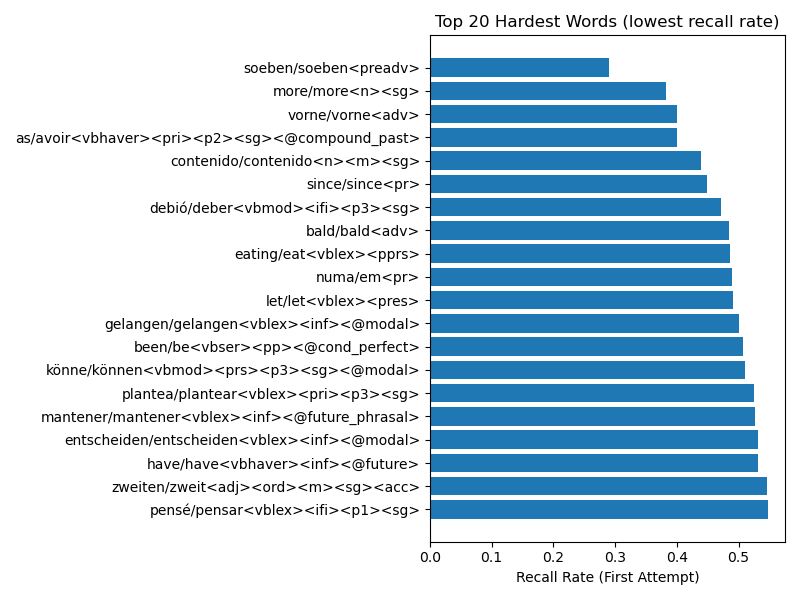 Top 20 Hardest Words (lowest recall rate)
soeben/soeben<preadv>
more/more<n><sg>
vorne/vorne<adv>
as/avoir<vbhaver><pri><p2><sg><@compound_past>
contenido/contenido<n><m><sg>
since/since<pr>
debió/deber<vbmod><ifi><p3><sg>
bald/bald<adv>
eating/eat<vblex><pprs>
numa/em<pr>
let/let<vblex><pres>
gelangen/gelangen<vblex><inf><@modal>
been/be<vbser><pp><@cond_perfect>
könne/können<vbmod><prs><p3><sg><@modal>
plantea/plantear<vblex><pri><p3><sg>
mantener/mantener<vblex><inf><@future_phrasal>
entscheiden/entscheiden<vblex><inf><@modal>
have/have<vbhaver><inf><@future>
zweiten/zweit<adj><ord><m><sg><acc>
pensé/pensar<vblex><ifi><p1><sg>
0.0 0.1 0.2 0.3 0.4 0.5
Recall Rate (First Attempt)